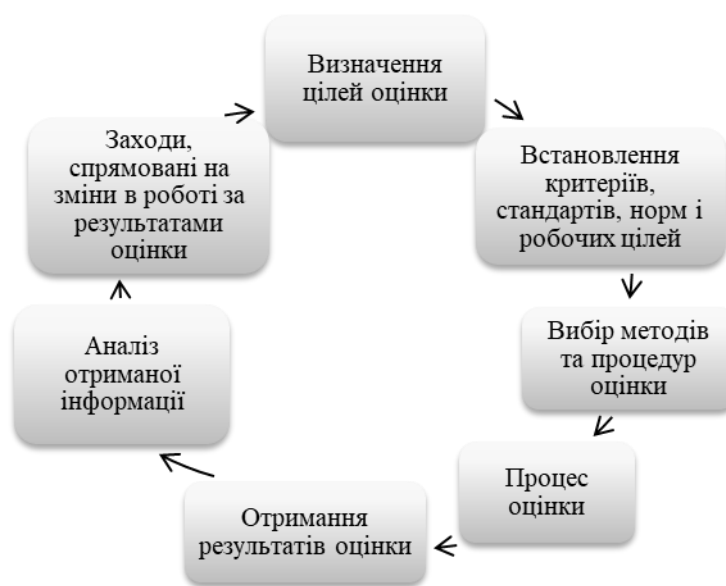 Визначення
цілей оцінки
Встановлення
критеріїв,
стандартів, норм і
робочих цілей
Вибір методів
та процедур
оцінки
Процес
оцінки
Отримання
результатів оцінки
Аналіз
отриманої
інформації
Заходи,
спрямовані на
зміни в роботі за
результатами
оцінки